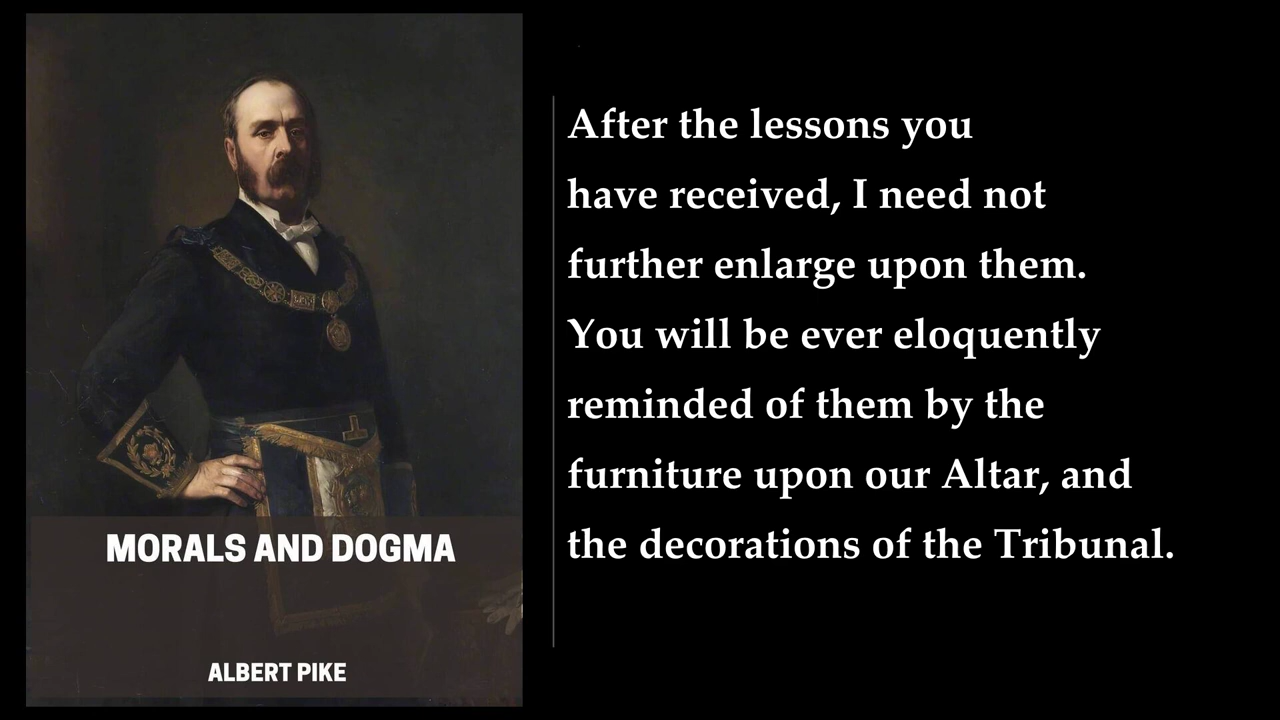 MORALS AND DOGMA
ALBERT PIKE
After the lessons you
have received, I need not
further enlarge upon them.
You will be ever eloquently
reminded of them by the
furniture upon our Altar, and
the decorations of the Tribunal.